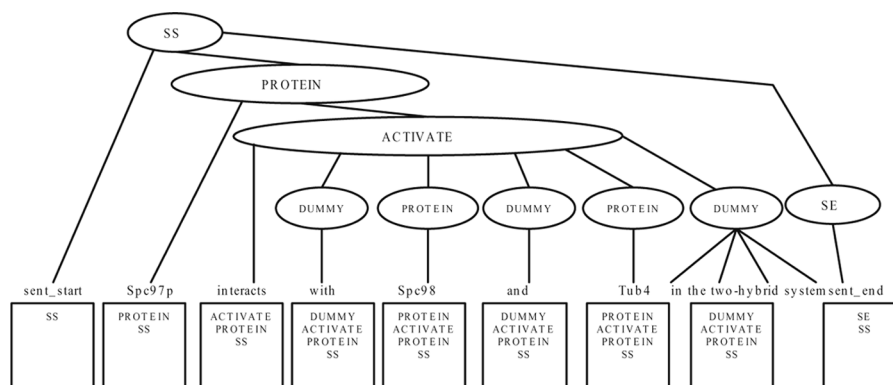 SS
PROTEIN
ACTIVATE
DUMMY PROTEIN DUMMY PROTEIN DUMMY SE
sent_start Spc97p interacts with Spc98 and Tub4 in the two-hybrid system sent_end
SS
PROTEIN
SS
ACTIVATE
PROTEIN
SS
DUMMY
ACTIVATE
PROTEIN
SS
PROTEIN
ACTIVATE
PROTEIN
SS
DUMMY
ACTIVATE
PROTEIN
SS
PROTEIN
ACTIVATE
PROTEIN
SS
DUMMY
ACTIVATE
PROTEIN
SS
SE
SS